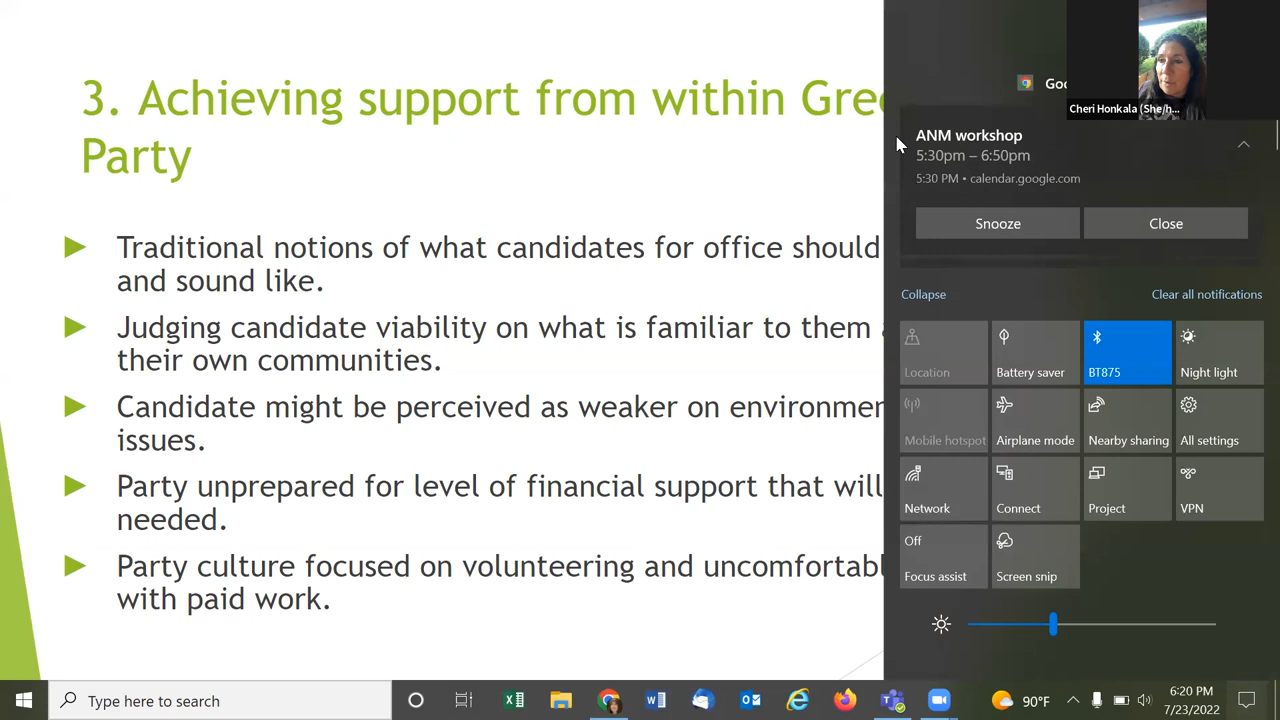 3. Achieving support from within Gree
Party
Traditional notions of what candidates for office should
and sound like.
Judging candidate viability on what is familiar to them a
their own communities.
Candidate might be perceived as weaker on environmen
issues.
Party unprepared for level of financial support that will
needed.
Party culture focused on volunteering and uncomfortabl
with paid work.
Goo
Cheri Honkala (She/h...
ANM workshop
5:30pm – 6:50pm
5:30 PM • calendar.google.com
Snooze Close
Collapse Clear all notifications
Location Battery saver BT875 Night light
Mobile hotspot Airplane mode Nearby sharing All settings
Network Connect Project VPN
Off
Focus assist Screen snip
Type here to search
90°F
6:20 PM
7/23/2022